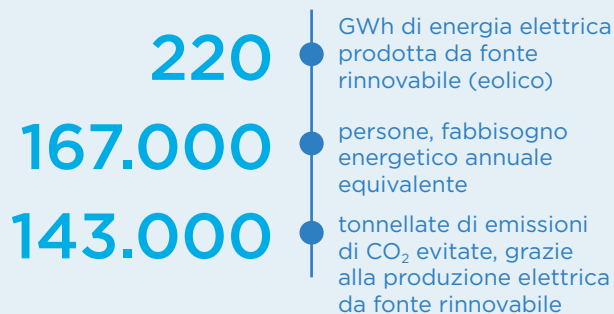 220
GWh di energia elettrica
prodotta da fonte
rinnovabile (eolico)
167.000
persone, fabbisogno
energetico annuale
equivalente
143.000
tonnellate di emissioni
di CO₂ evitate, grazie
alla produzione elettrica
da fonte rinnovabile